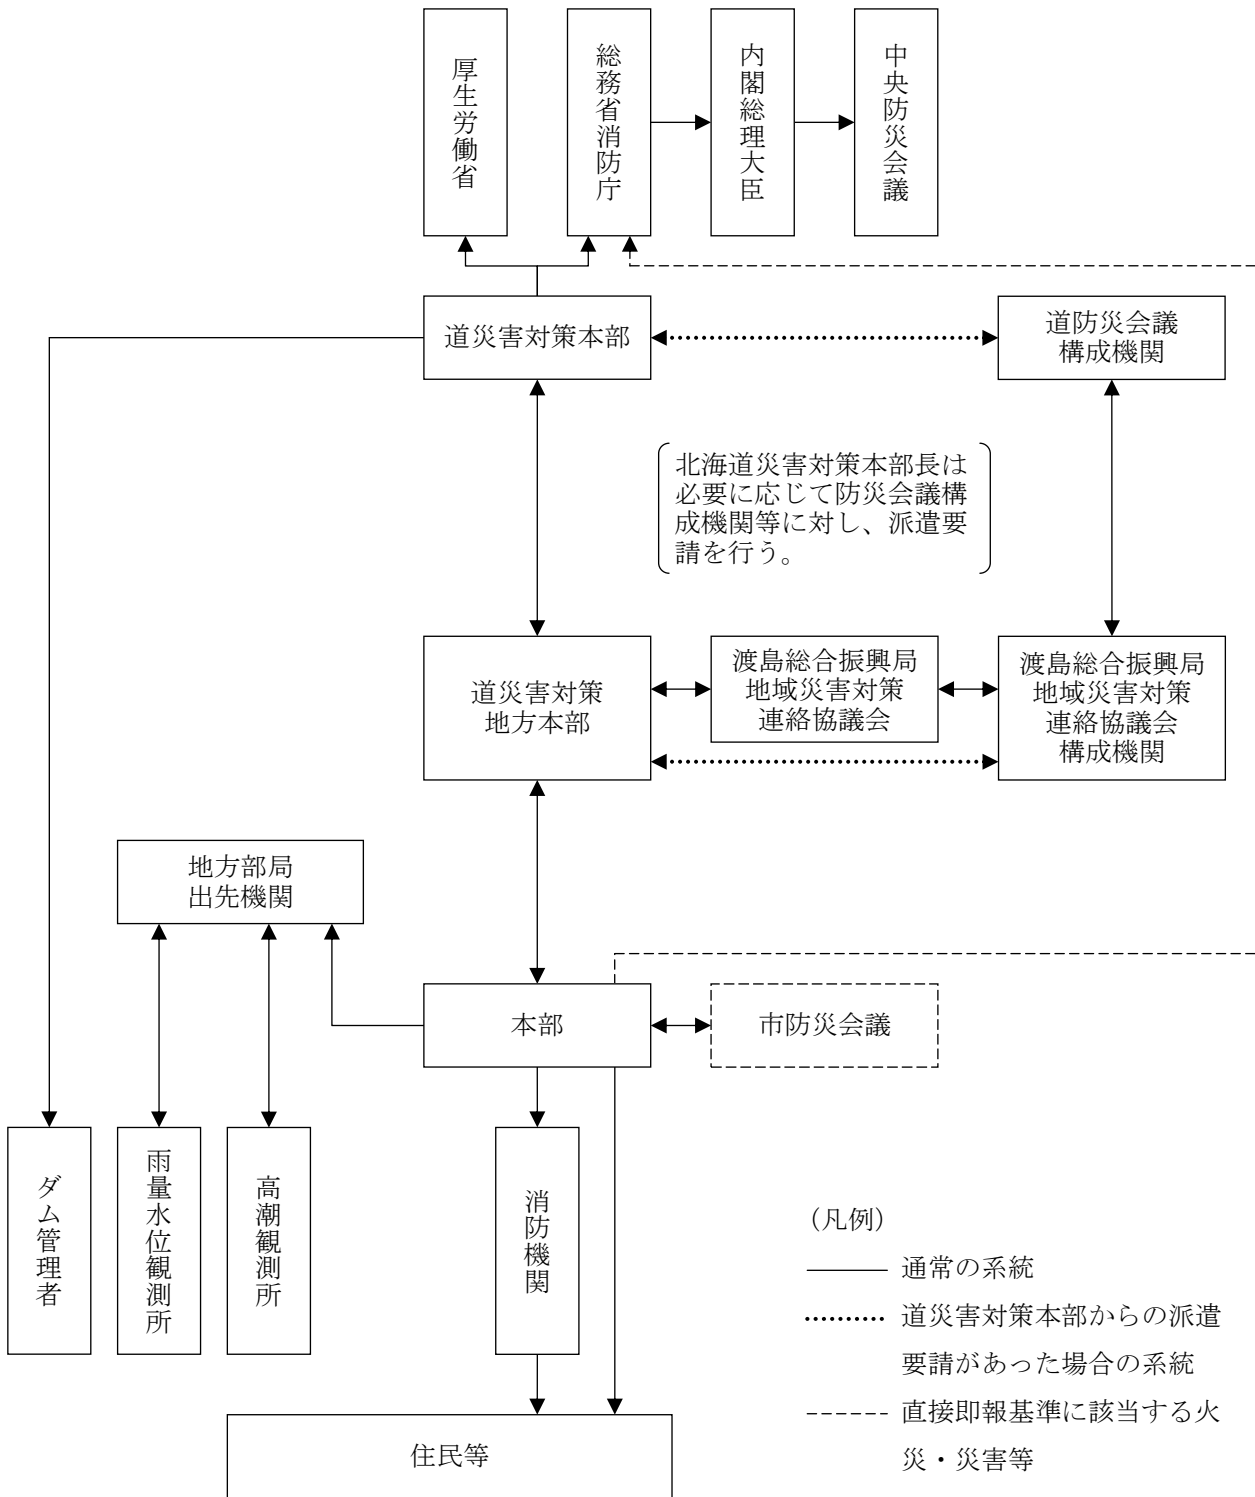 厚生労働省
総務省消防庁
内閣総理大臣
中央防災会議
道災害対策本部
道防災会議
構成機関
北海道災害対策本部長は
必要に応じて防災会議構
成機関等に対し、派遣要
請を行う。
道災害対策
地方本部
渡島総合振興局
地域災害対策
連絡協議会
渡島総合振興局
地域災害対策
連絡協議会
構成機関
地方部局
出先機関
本部
市防災会議
ダム管理者
雨量水位観測所
高潮観測所
消防機関
住民等
(凡例)
通常の系統
道災害対策本部からの派遣
要請があった場合の系統
直接即報基準に該当する火
災・災害等